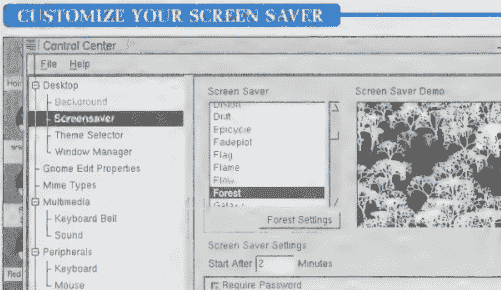 CUSTOMIZE YOUR SCREEN SAVER
Control Center
File Help
Desktop
Background
Screensaver
Theme Selector
Window Manager
Gnome Edit Properties
Mime Types
Multimedia
Keyboard Bell
Sound
Peripherals
Keyboard
Mouse
Screen Saver
Drift
Epicycle
Fadeplot
Flag
Flame
Flow
Forest
Forest Settings
Screen Saver Demo
Screen Saver Settings
Start After 2 Minutes
Require Password
Red